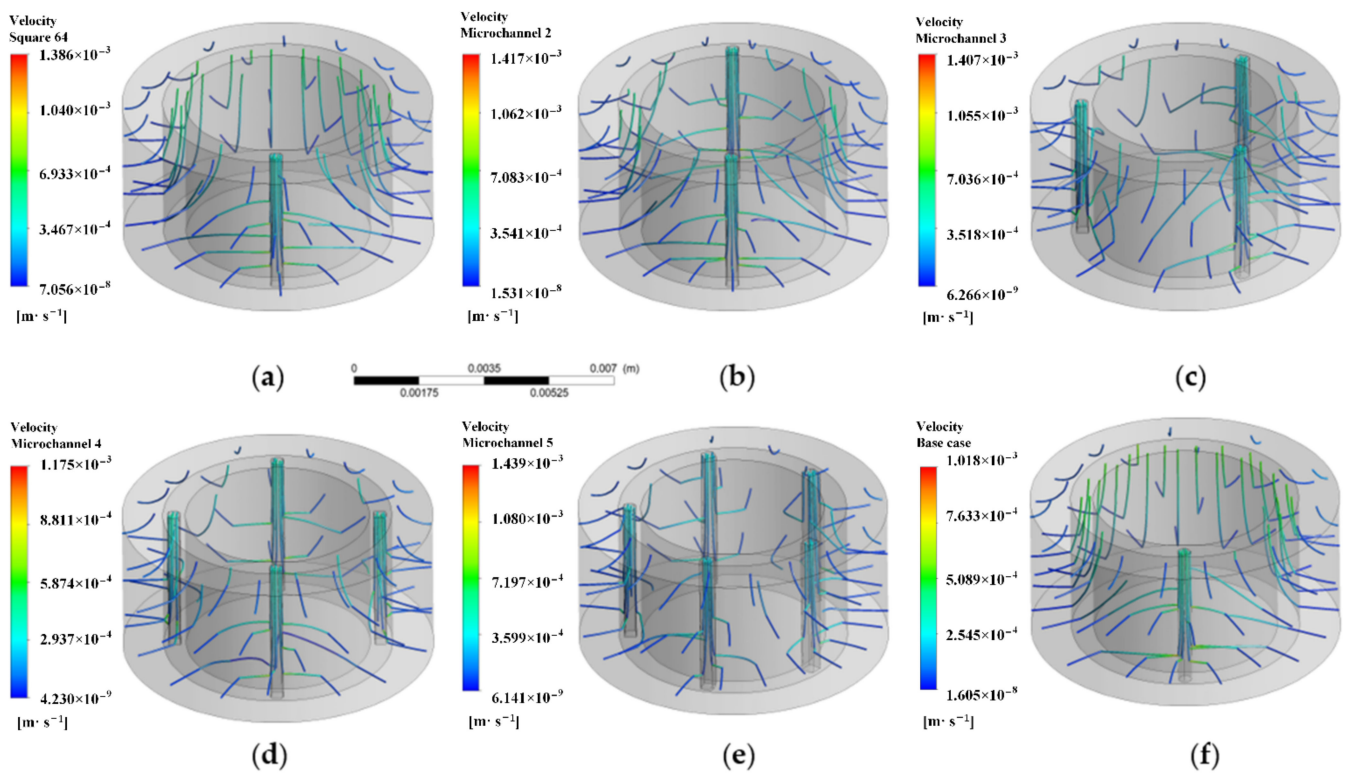 Velocity
Square 64
1.386×10⁻³
1.040×10⁻³
6.933×10⁻⁴
3.467×10⁻⁴
7.056×10⁻⁸
[m· s⁻¹]
(a)
Velocity
Microchannel 2
1.417×10⁻³
1.062×10⁻³
7.083×10⁻⁴
3.541×10⁻⁴
1.531×10⁻⁸
[m· s⁻¹]
(b)
Velocity
Microchannel 3
1.407×10⁻³
1.055×10⁻³
7.036×10⁻⁴
3.518×10⁻⁴
6.266×10⁻⁹
[m· s⁻¹]
(c)
0 0.0035 0.007 (m)
0.00175 0.00525
Velocity
Microchannel 4
1.175×10⁻³
8.811×10⁻⁴
5.874×10⁻⁴
2.937×10⁻⁴
4.230×10⁻⁹
[m· s⁻¹]
(d)
Velocity
Microchannel 5
1.439×10⁻³
1.080×10⁻³
7.197×10⁻⁴
3.599×10⁻⁴
6.141×10⁻⁹
[m· s⁻¹]
(e)
Velocity
Base case
1.018×10⁻³
7.633×10⁻⁴
5.089×10⁻⁴
2.545×10⁻⁴
1.605×10⁻⁸
[m· s⁻¹]
(f)